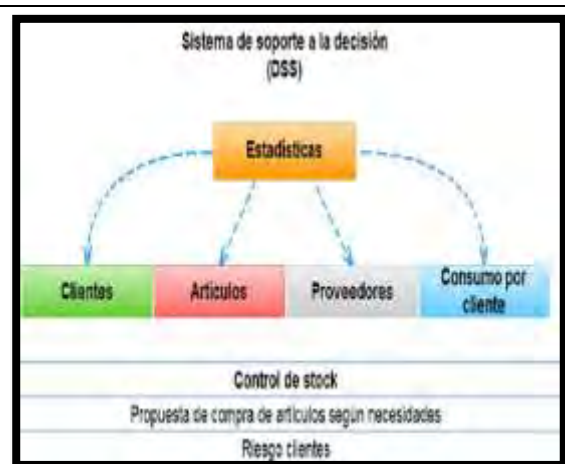 Sistema de soporte a la decisión
(DSS)
Estadísticas
Clientes
Artículos
Proveedores
Consumo por
cliente
Control de stock
Propuesta de compra de artículos según necesidades
Riesgo clientes